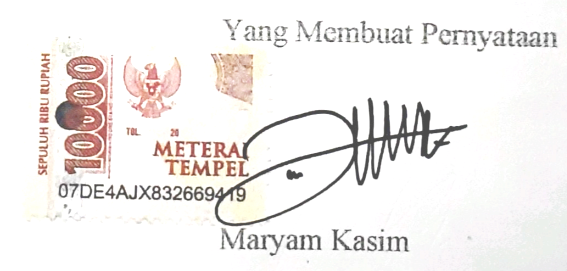 Yang Membuat Pernyataan
SEPULUH RIBU RUPIAH
10000
TGL. 20
METERAI
TEMPEL
07DE4AJX832669419
Maryam Kasim